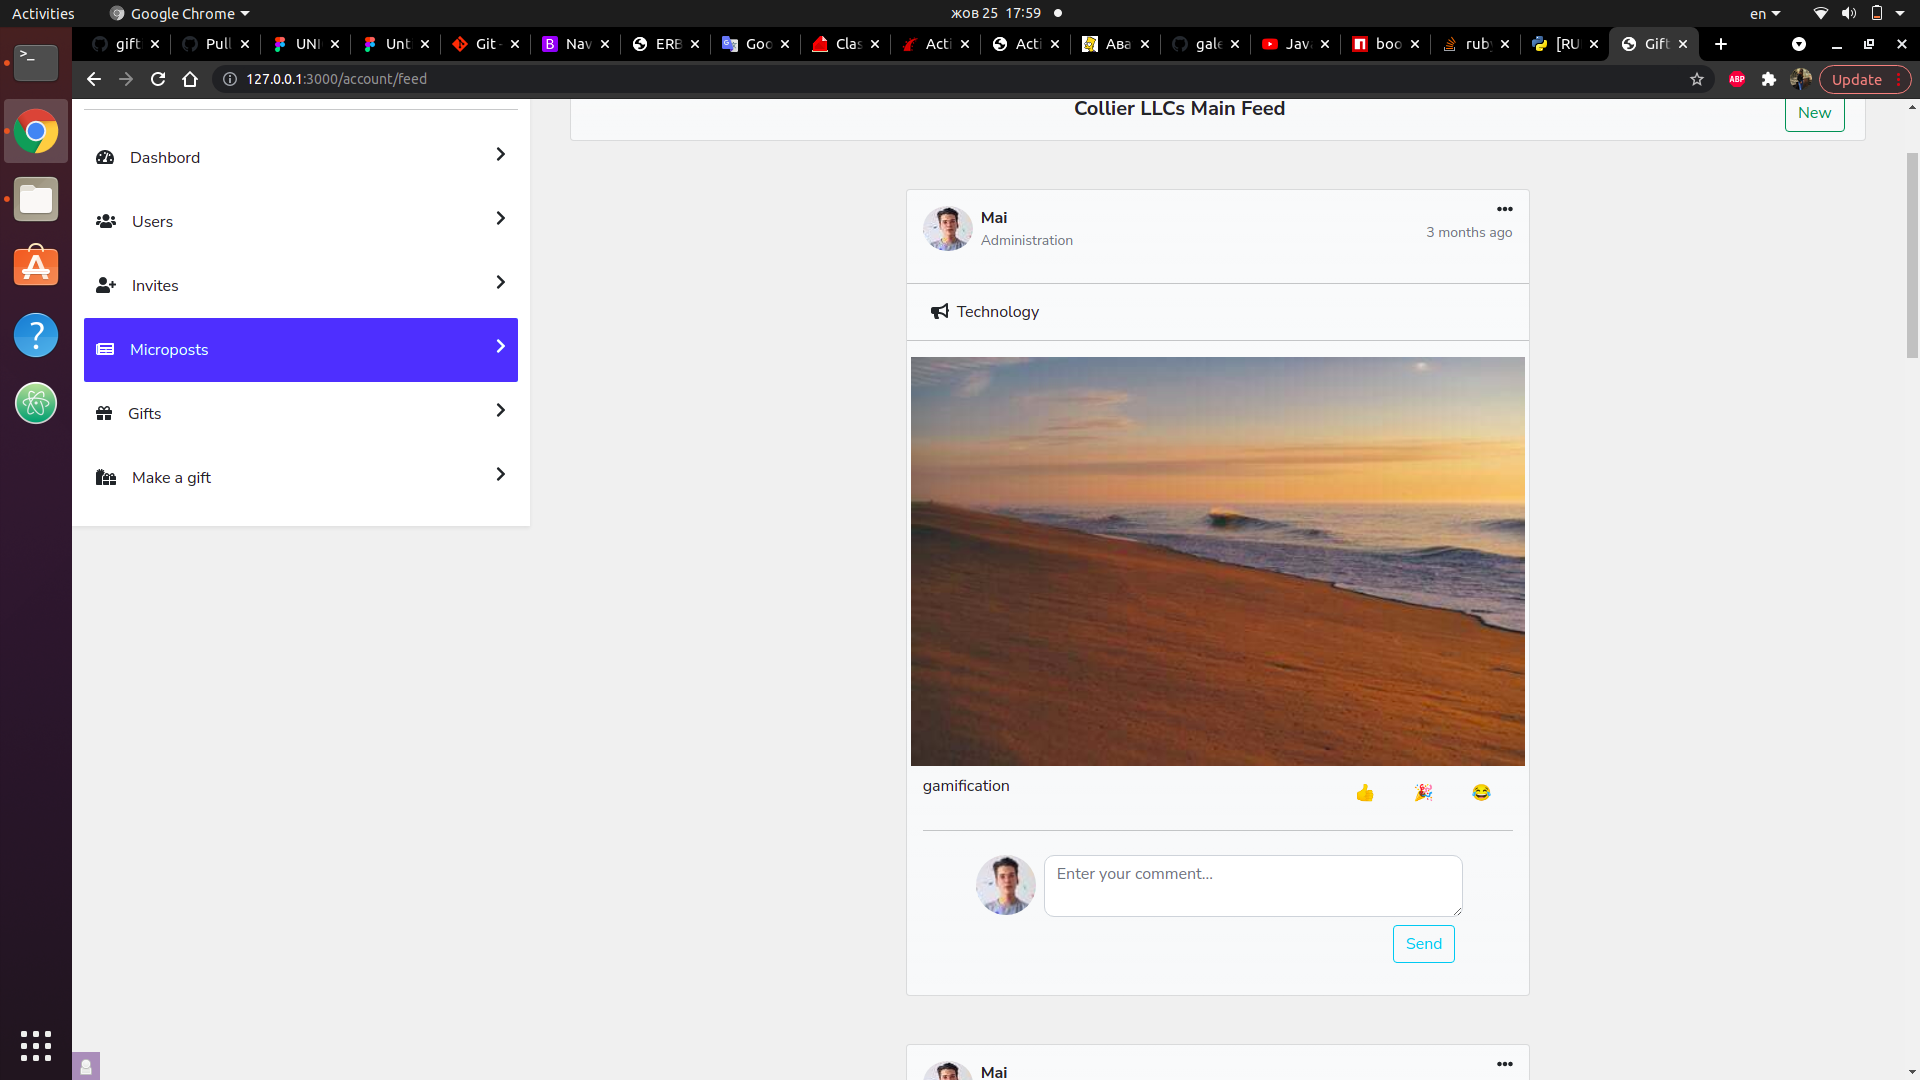 Activities
Google Chrome
жов 25 17:59
en
gift
Pull
UNI
Unt
Git -
Nav
ERB
Goo
Clas
Acti
Acti
Ава
gale
Java
boo
ruby
[RU
Gift
127.0.0.1:3000/account/feed
ABP
Update
Collier LLCs Main Feed
New
Dashbord
Users
Invites
Microposts
Gifts
Make a gift
Mai
Administration
3 months ago
Technology
gamification
Enter your comment...
Send
Mai